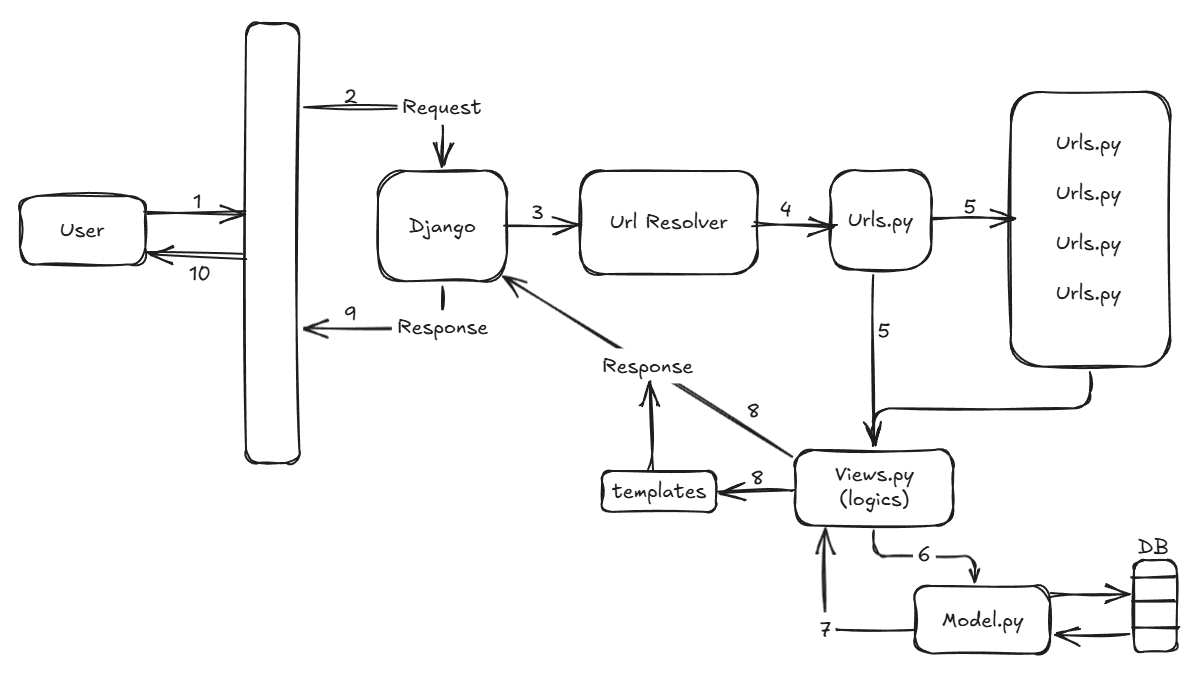 2
Request
User
1
10
Django
3
Url Resolver
4
Urls.py
5
Urls.py
Urls.py
Urls.py
Urls.py
9
Response
5
Response
8
templates
8
Views.py
(logics)
6
7
Model.py
DB